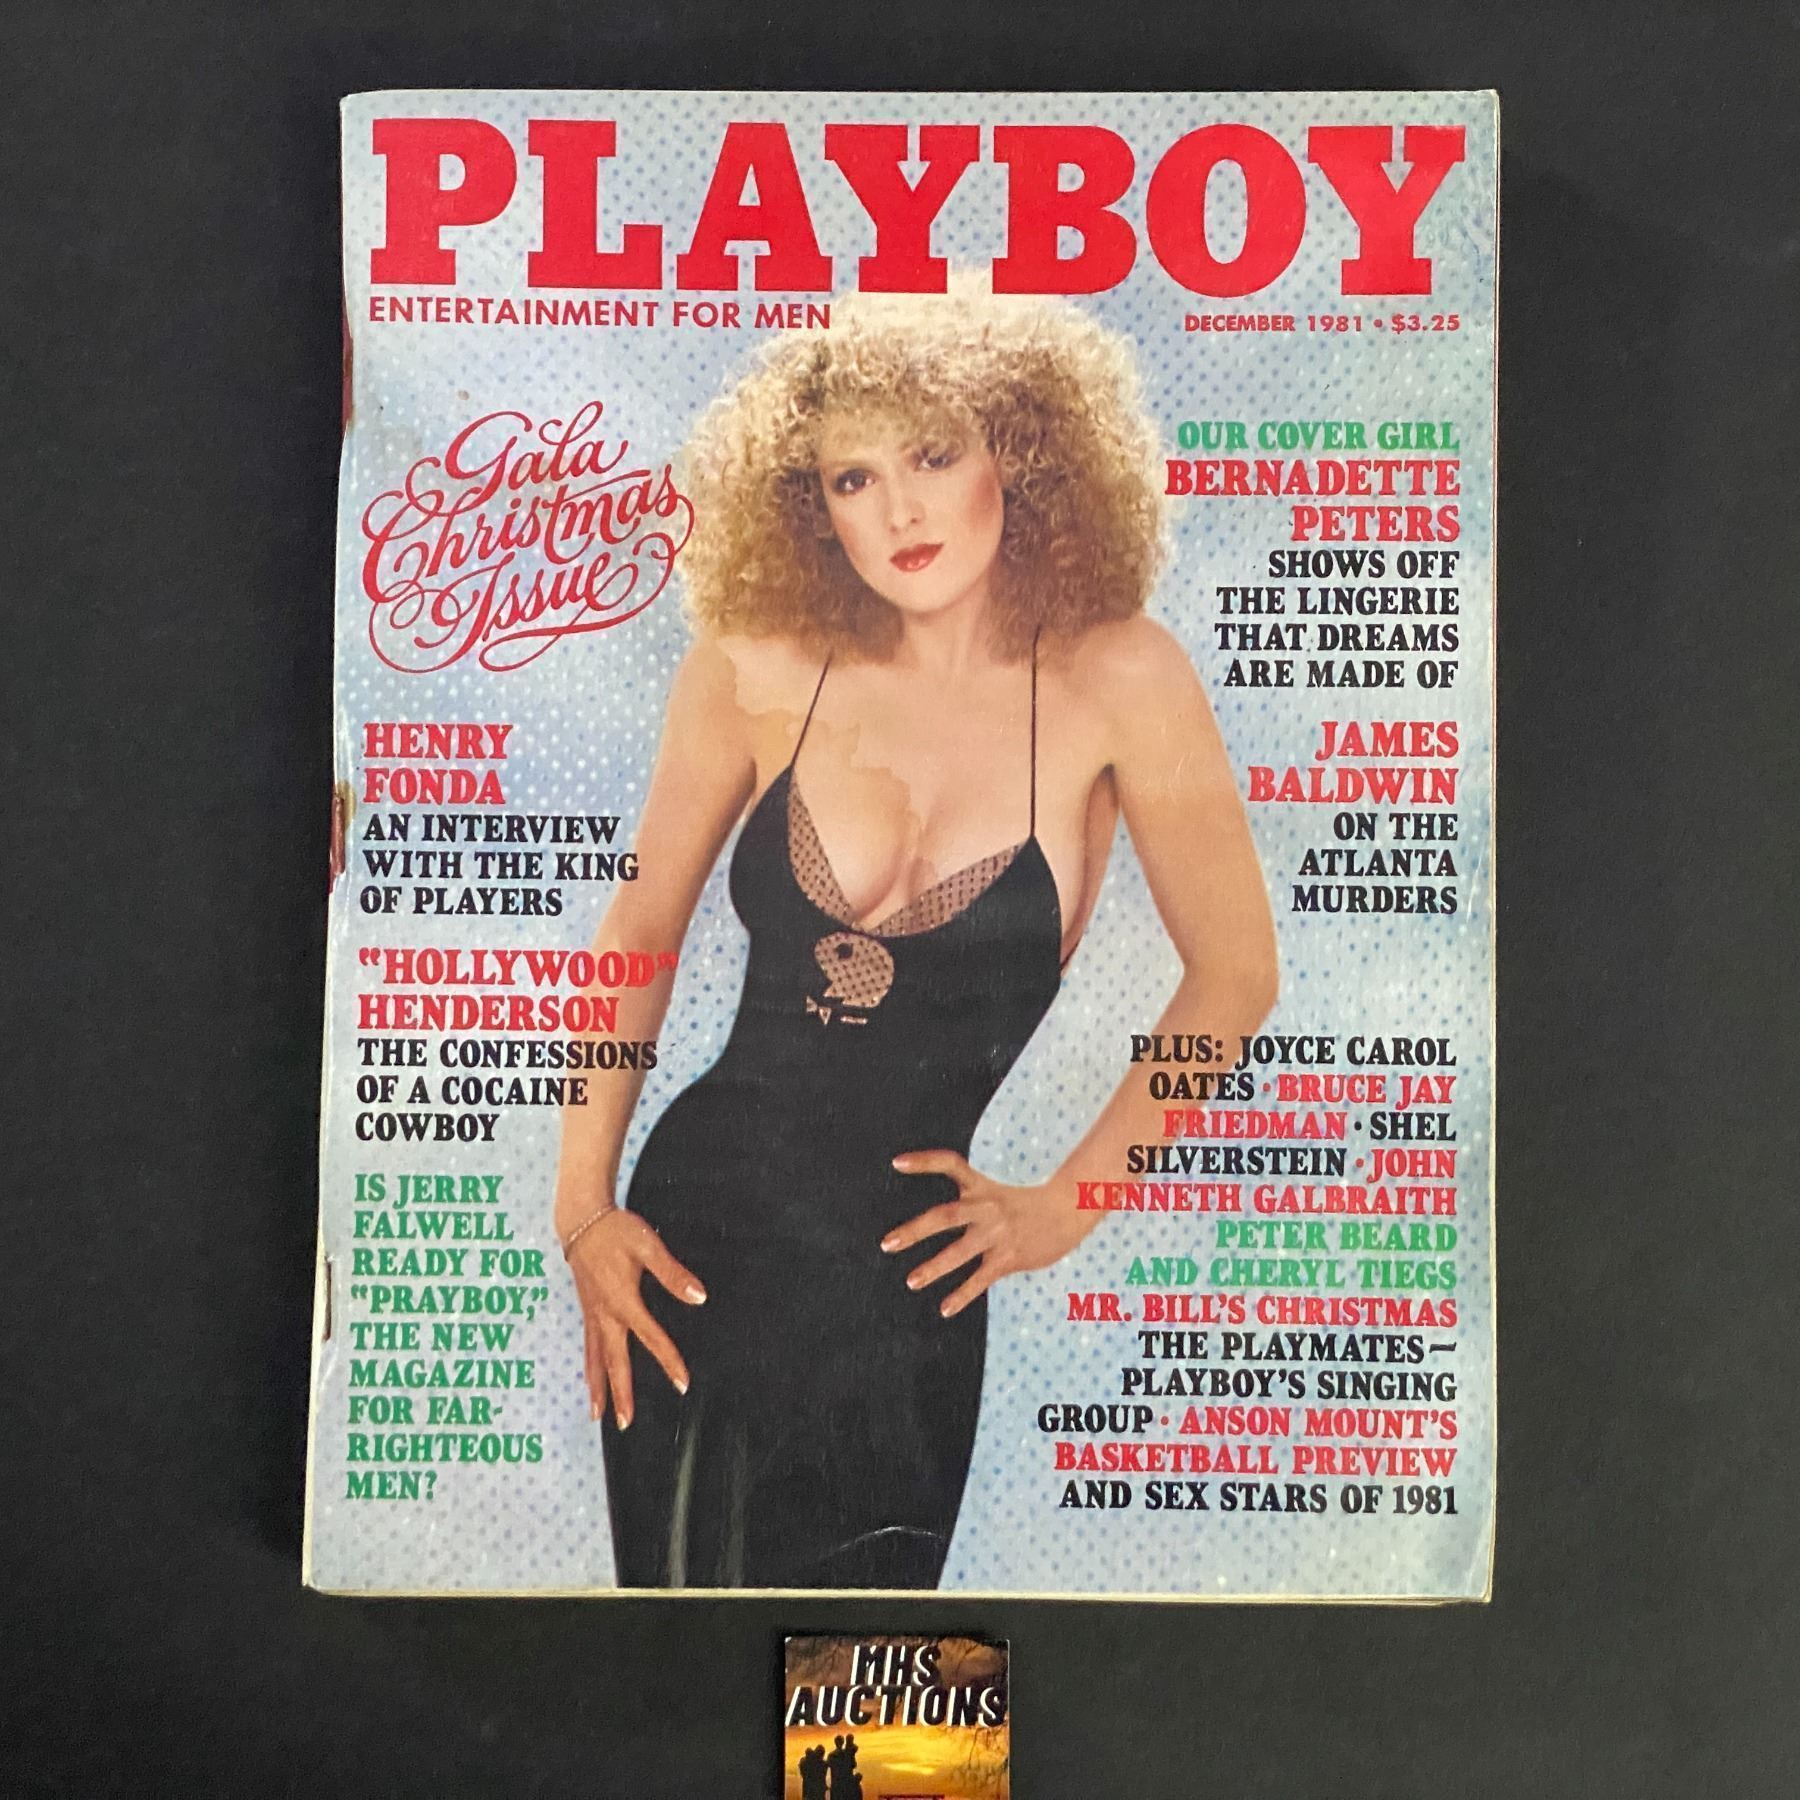 PLAYBOY
ENTERTAINMENT FOR MEN
DECEMBER 1981 • $3.25
Gala
Christmas
Issue
HENRY
FONDA
AN INTERVIEW
WITH THE KING
OF PLAYERS
"HOLLYWOOD"
HENDERSON
THE CONFESSIONS
OF A COCAINE
COWBOY
IS JERRY
FALWELL
READY FOR
"PRAYBOY,"
THE NEW
MAGAZINE
FOR FAR-
RIGHTEOUS
MEN?
OUR COVER GIRL
BERNADETTE
PETERS
SHOWS OFF
THE LINGERIE
THAT DREAMS
ARE MADE OF
JAMES
BALDWIN
ON THE
ATLANTA
MURDERS
PLUS: JOYCE CAROL
OATES • BRUCE JAY
FRIEDMAN • SHEL
SILVERSTEIN • JOHN
KENNETH GALBRAITH
PETER BEARD
AND CHERYL TIEGS
MR. BILL'S CHRISTMAS
THE PLAYMATES—
PLAYBOY'S SINGING
GROUP • ANSON MOUNT'S
BASKETBALL PREVIEW
AND SEX STARS OF 1981
MHS
AUCTIONS